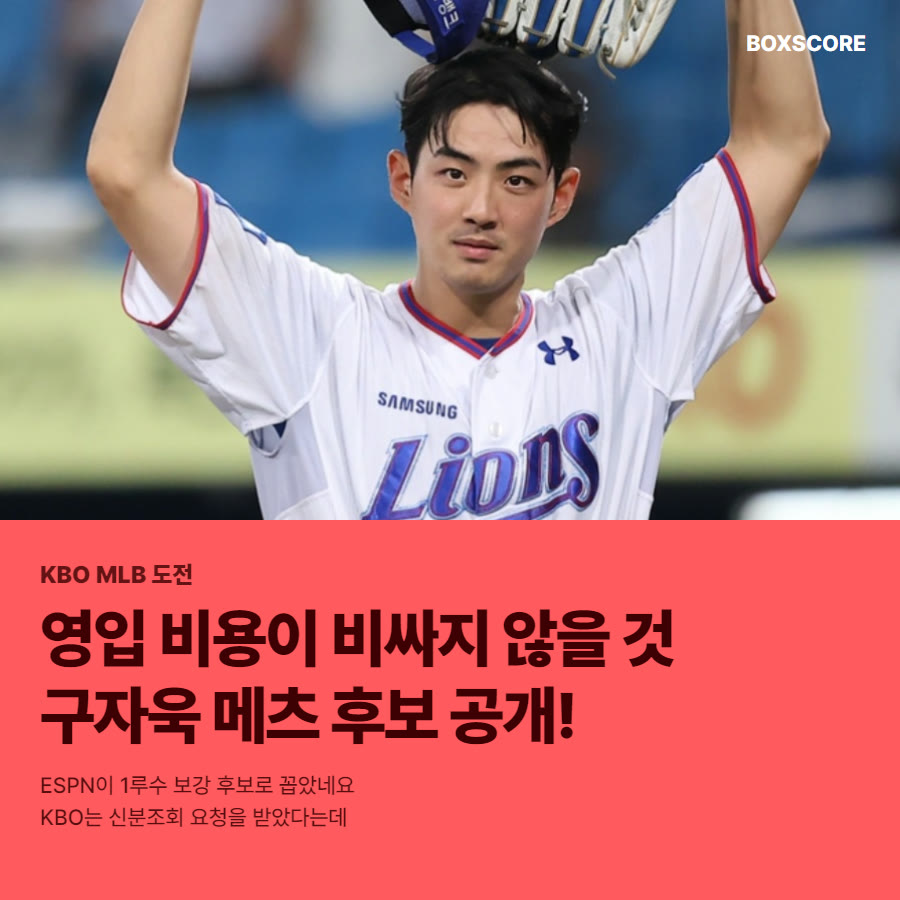 BOXSCORE
SAMSUNG
Lions
KBO MLB 도전
영입 비용이 비싸지 않을 것
구자욱 메츠 후보 공개!
ESPN이 1루수 보강 후보로 꼽았네요
KBO는 신분조회 요청을 받았다는데